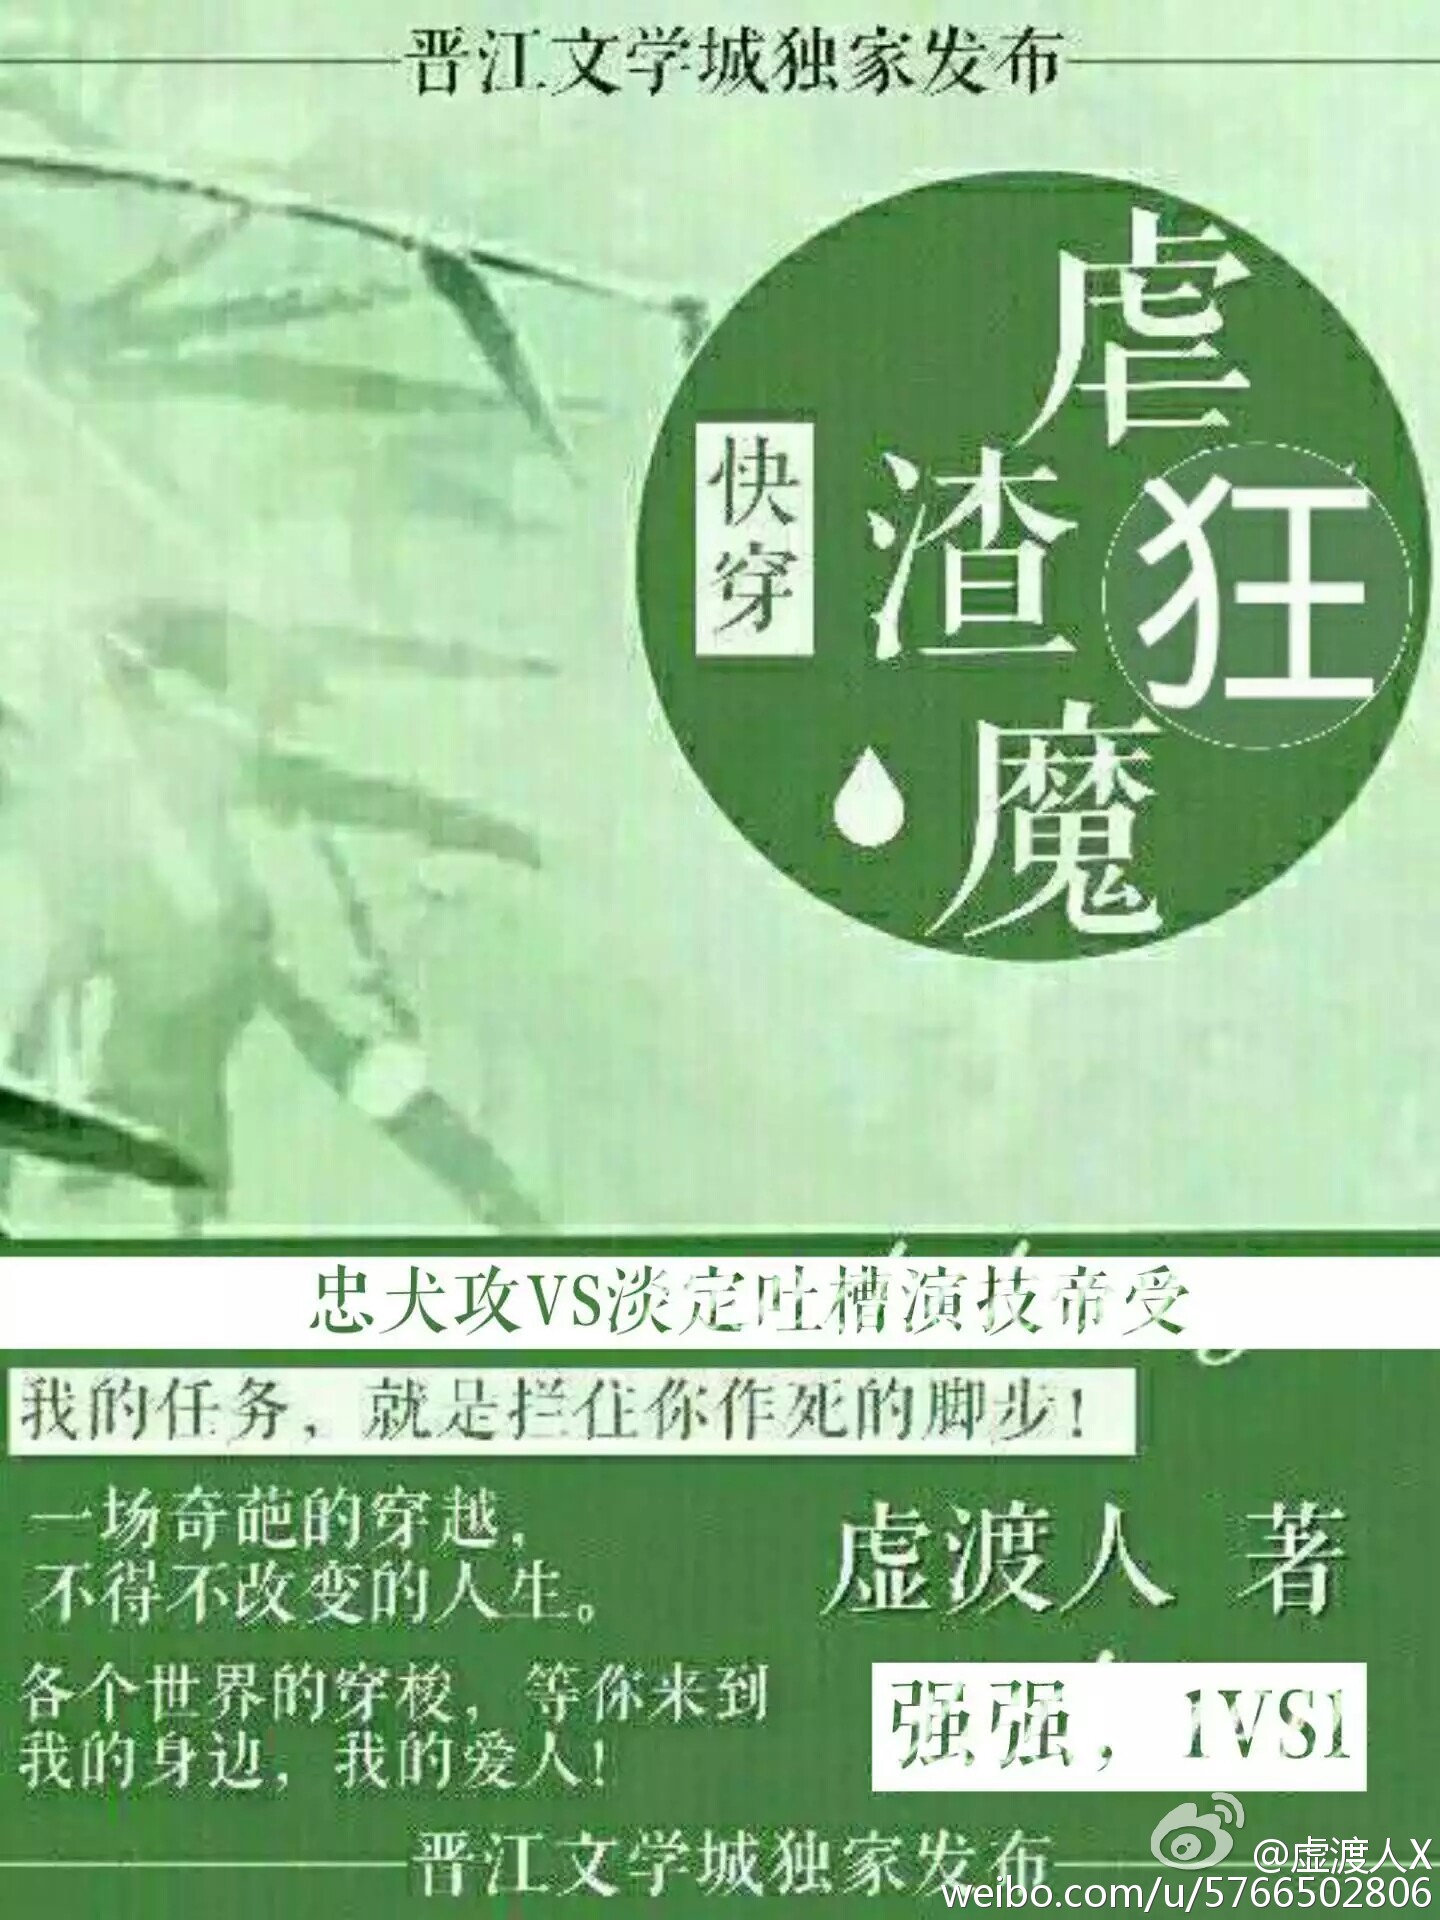 晋江文学城独家发布
快穿
虐
渣狂
魔
忠犬攻VS淡定吐槽演技帝受
我的任务，就是拦住你作死的脚步！
一场奇葩的穿越，
不得不改变的人生。
虚渡人 著
各个世界的穿梭，等你来到
我的身边，我的爱人！
强强，1VS1
晋江文学城独家发布
@虚渡人X
weibo.com/u/5766502806